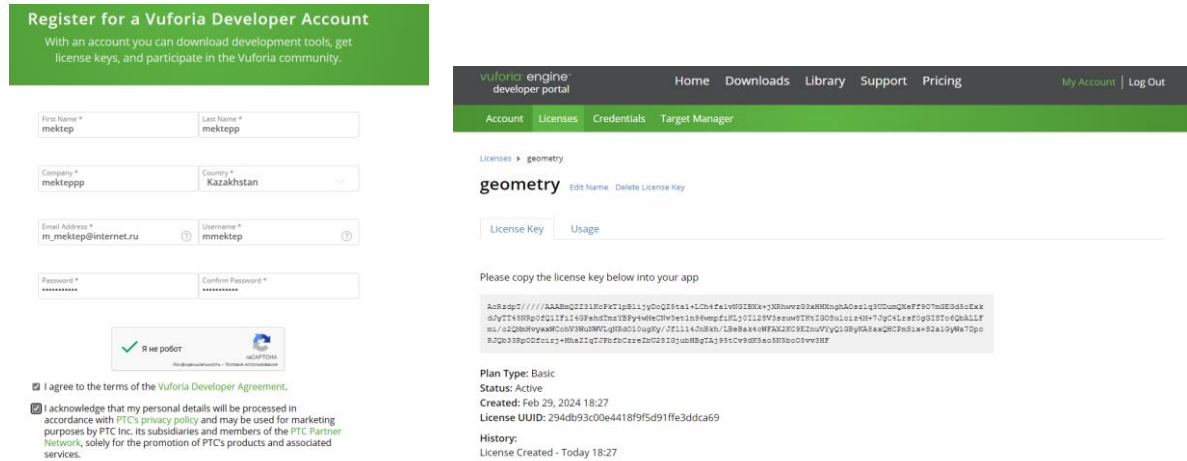 Register for a Vuforia Developer Account
With an account you can download development tools, get
license keys, and participate in the Vuforia community.
First Name *
mektep
Last Name *
mektepp
Company *
mekteppp
Country *
Kazakhstan
Email Address *
m_mektep@internet.ru
Username *
mmektep
Password *
Confirm Password *
Я не робот
reCAPTCHA
Конфиденциальность - Условия использования
I agree to the terms of the Vuforia Developer Agreement.
I acknowledge that my personal details will be processed in
accordance with PTC's privacy policy and may be used for marketing
purposes by PTC Inc. its subsidiaries and members of the PTC Partner
Network, solely for the promotion of PTC's products and associated
services.
vuforia engine
developer portal
Home Downloads Library Support Pricing
My Account | Log Out
Account Licenses Credentials Target Manager
Licenses > geometry
geometry Edit Name Delete License Key
License Key Usage
Please copy the license key below into your app
Plan Type: Basic
Status: Active
Created: Feb 29, 2024 18:27
License UUID: 294db93c00e4418f9f5d91ffe3ddca69
History:
License Created - Today 18:27